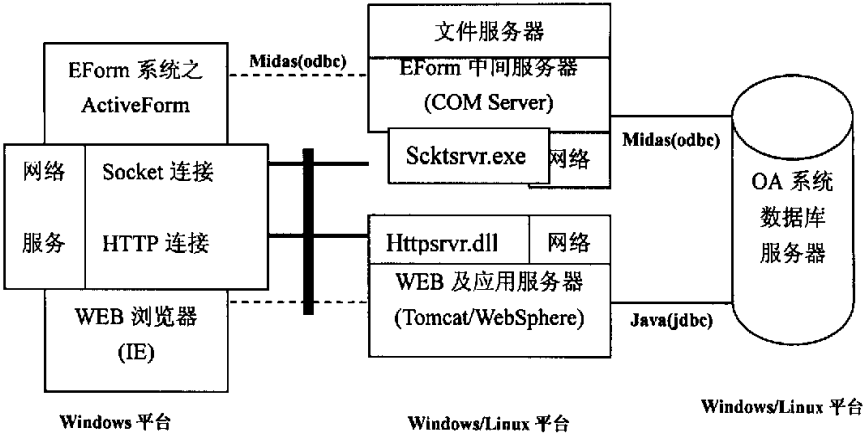 文件服务器
EForm 系统之
ActiveForm
Midas(odbc)
EForm 中间服务器
(COM Server)
Midas(odbc)
网络
服务
Socket 连接
HTTP 连接
Scktsrvr.exe
网络
Httpsrvr.dll
网络
OA 系统
数据库
服务器
WEB 浏览器
(IE)
WEB 及应用服务器
(Tomcat/WebSphere)
Java(jdbc)
Windows 平台
Windows/Linux 平台
Windows/Linux 平台